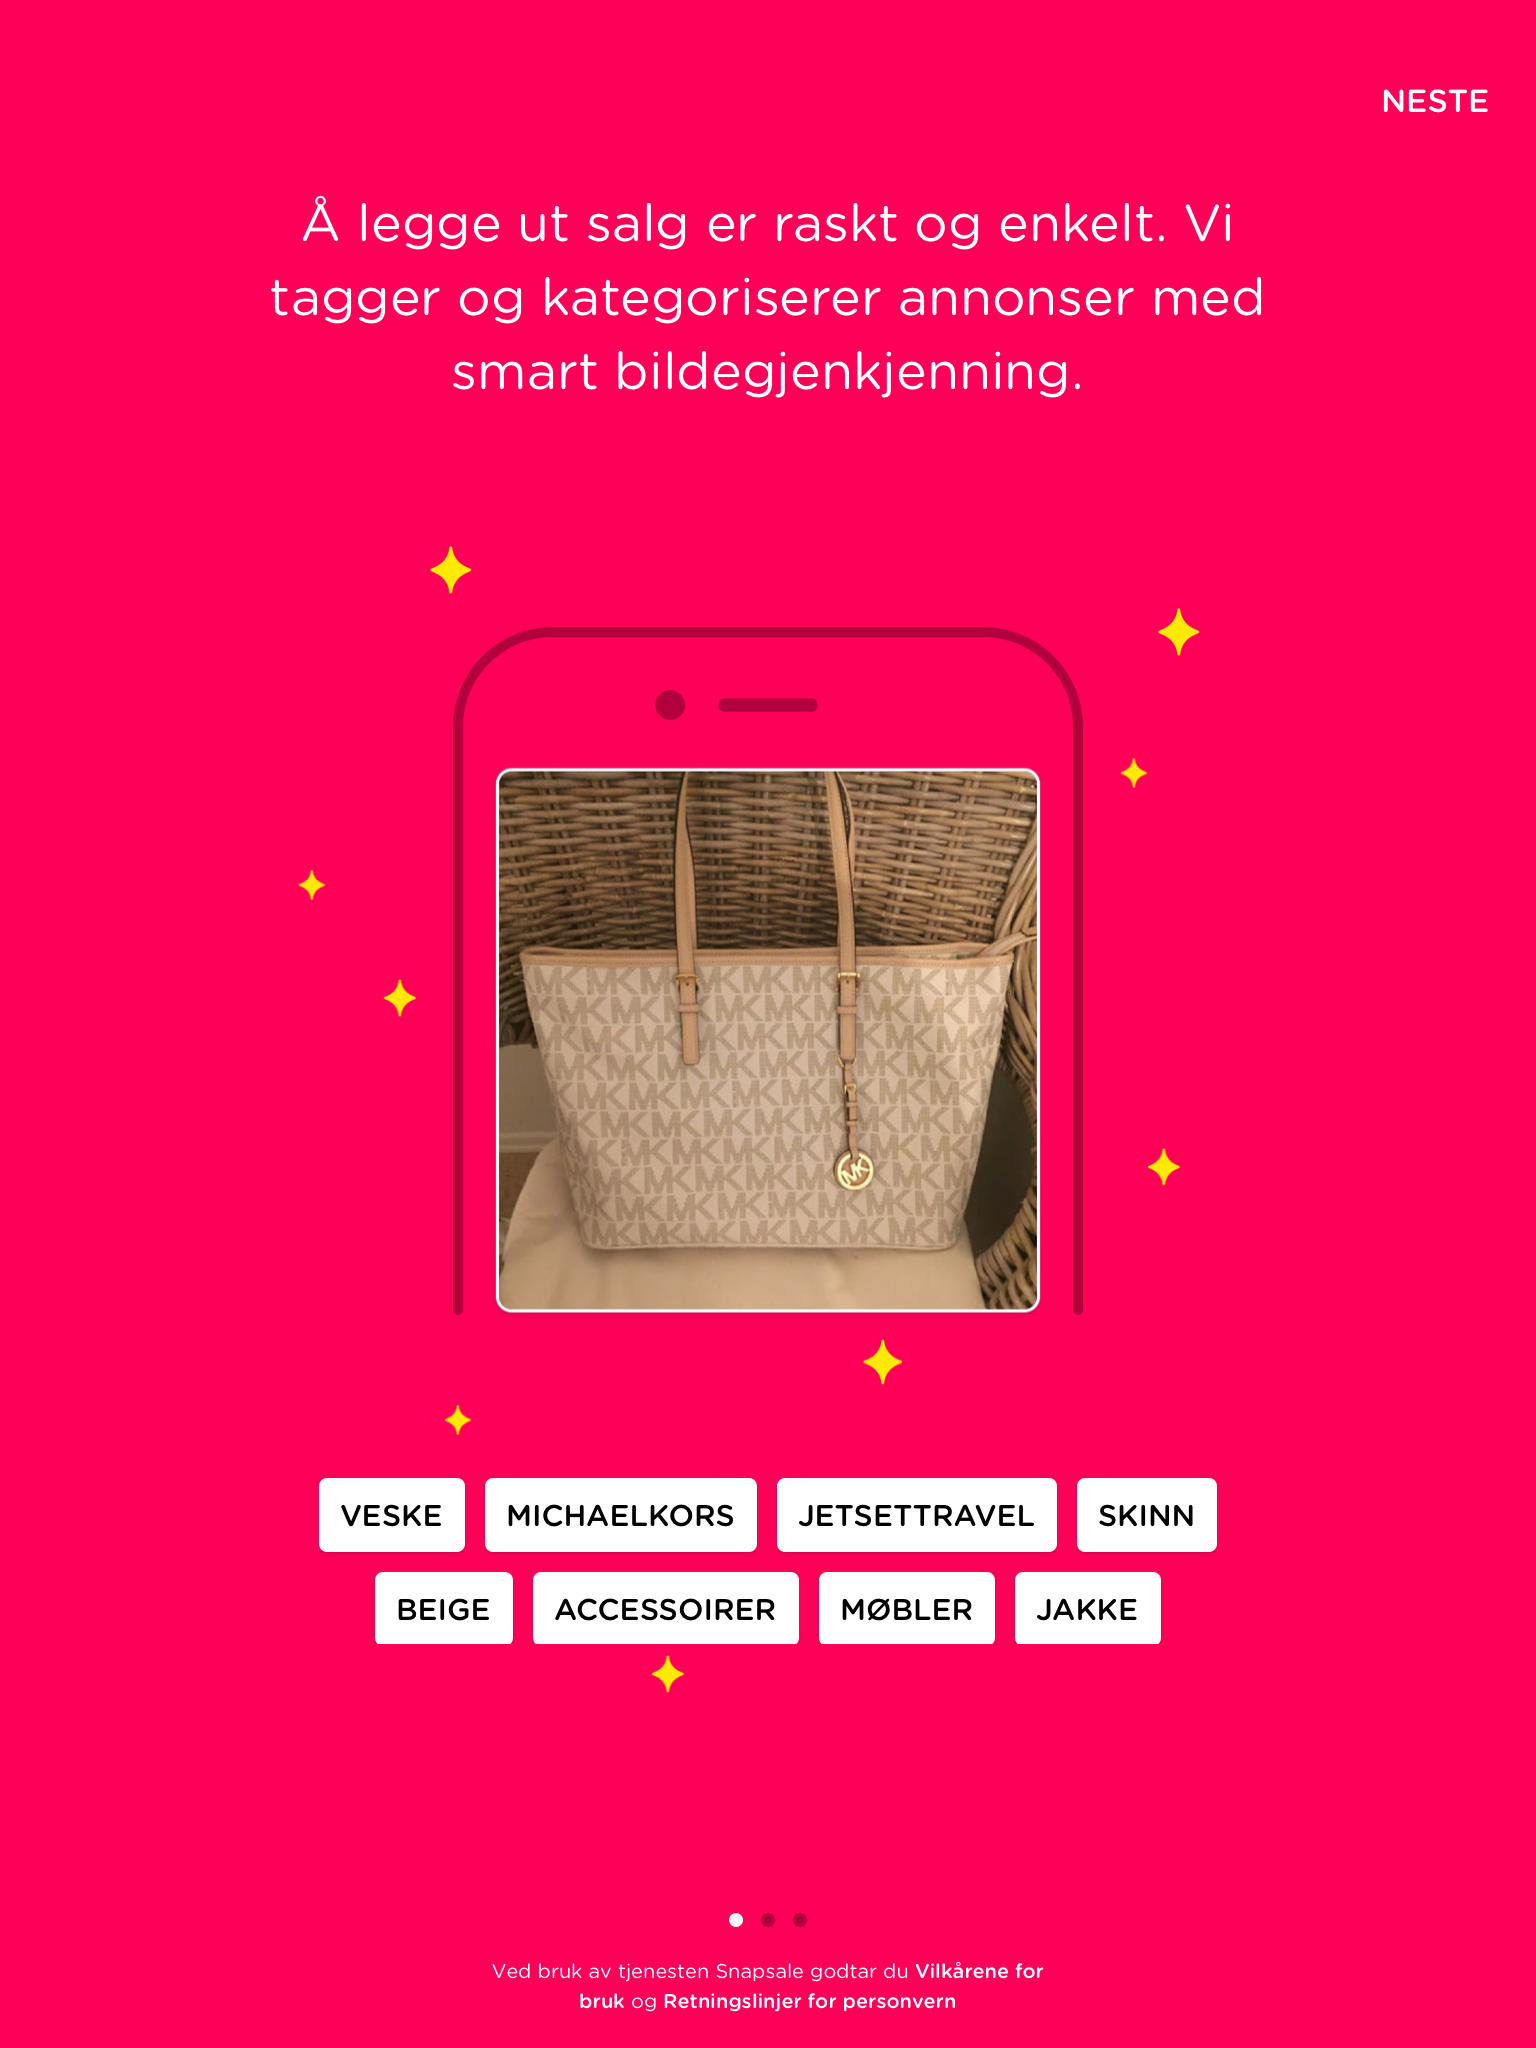 NESTE
Å legge ut salg er raskt og enkelt. Vi
tagger og kategoriserer annonser med
smart bildegjenkjenning.
MK
VESKE MICHAELKORS JETSETTRAVEL SKINN
BEIGE ACCESSOIRER MØBLER JAKKE
Ved bruk av tjenesten Snapsale godtar du Vilkårene for
bruk og Retningslinjer for personvern